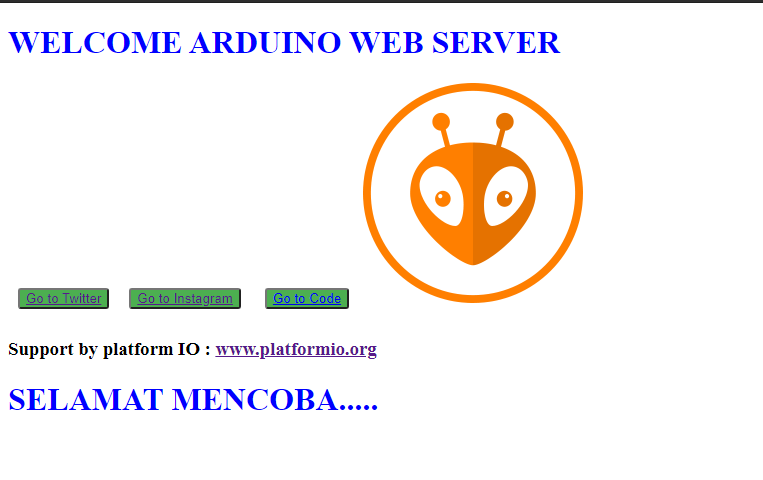 WELCOME ARDUINO WEB SERVER
Go to Twitter Go to Instagram Go to Code
Support by platform IO : www.platformio.org
SELAMAT MENCOBA.....